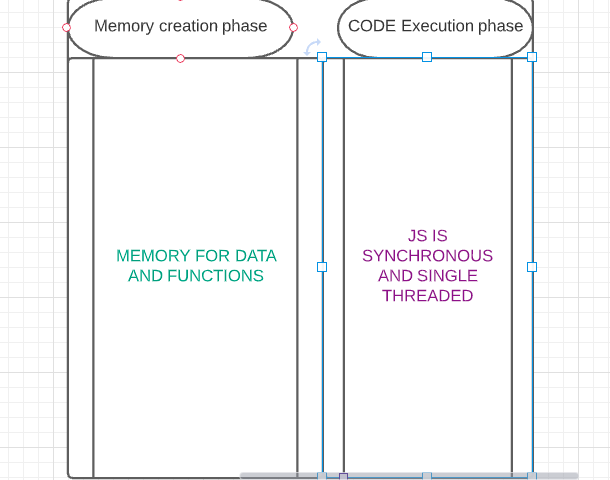 Memory creation phase
CODE Execution phase
MEMORY FOR DATA
AND FUNCTIONS
JS IS
SYNCHRONOUS
AND SINGLE
THREADED